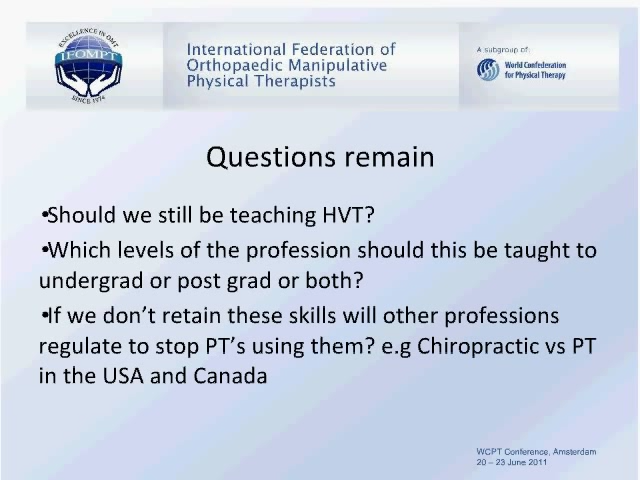 EXCELLENCE IN OMT
IFOMPT
SINCE 1974
International Federation of
Orthopaedic Manipulative
Physical Therapists
A subgroup of:
World Confederation
for Physical Therapy
Questions remain
•Should we still be teaching HVT?
•Which levels of the profession should this be taught to
undergrad or post grad or both?
•If we don’t retain these skills will other professions
regulate to stop PT’s using them? e.g Chiropractic vs PT
in the USA and Canada
WCPT Conference, Amsterdam
20 – 23 June 2011